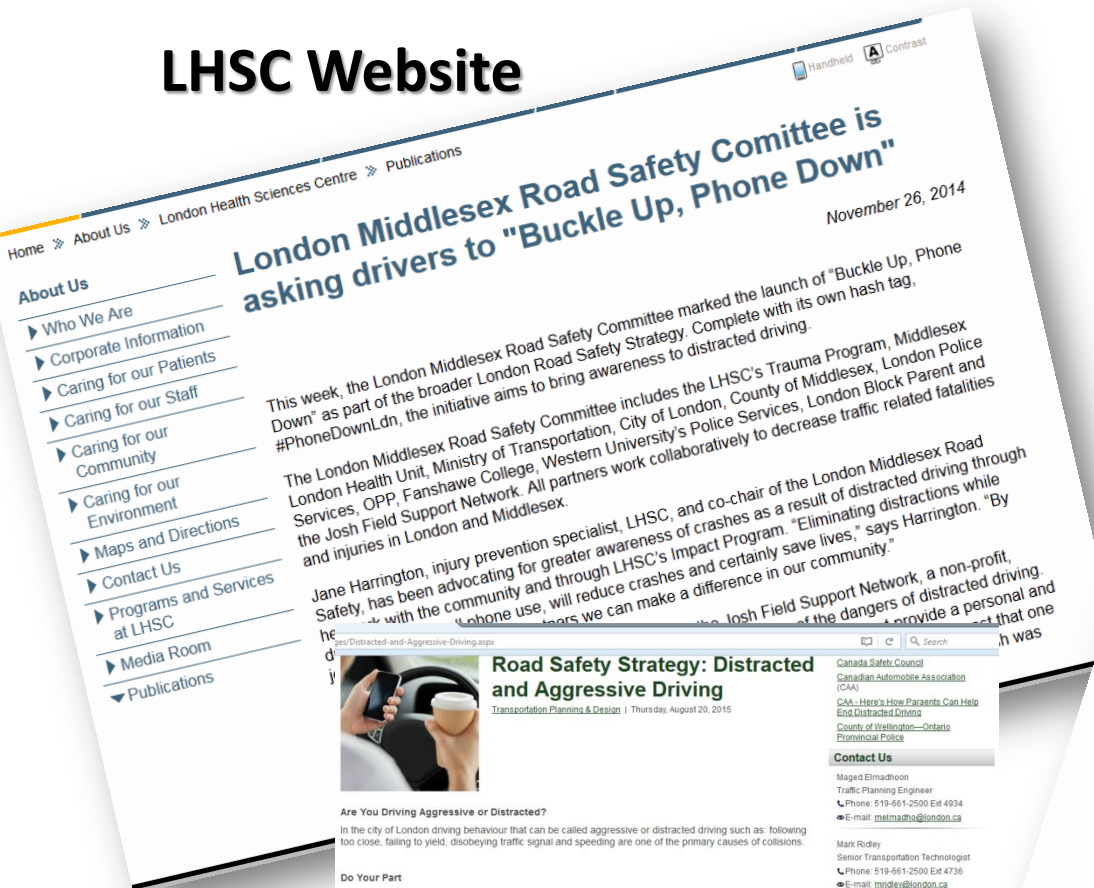 LHSC Website
Handheld
A Contrast
Home » About Us » London Health Sciences Centre » Publications
About Us
Who We Are
Corporate Information
Caring for our Patients
Caring for our Staff
Caring for our
Community
Caring for our
Environment
Maps and Directions
Contact Us
Programs and Services
at LHSC
Media Room
Publications
London Middlesex Road Safety Comittee is
asking drivers to "Buckle Up, Phone Down"
November 26, 2014
This week, the London Middlesex Road Safety Committee marked the launch of “Buckle Up, Phone
Down” as part of the broader London Road Safety Strategy. Complete with its own hash tag,
#PhoneDownLdn, the initiative aims to bring awareness to distracted driving.
The London Middlesex Road Safety Committee includes the LHSC's Trauma Program, Middlesex
London Health Unit, Ministry of Transportation, City of London, County of Middlesex, London Police
Services, OPP, Fanshawe College, Western University's Police Services, London Block Parent and
the Josh Field Support Network. All partners work collaboratively to decrease traffic related fatalities
and injuries in London and Middlesex.
Jane Harrington, injury prevention specialist, LHSC, and co-chair of the London Middlesex Road
Safety, has been advocating for greater awareness of crashes as a result of distracted driving through
with the community and through LHSC's Impact Program. “Eliminating distractions while
phone use, will reduce crashes and certainly save lives,” says Harrington. “By
we can make a difference in our community.”
Josh Field Support Network, a non-profit,
of the dangers of distracted driving.
provide a personal and
that one
was
ges/Distracted-and-Aggressive-Driving.aspx
Search
Road Safety Strategy: Distracted
and Aggressive Driving
Transportation Planning & Design | Thursday, August 20, 2015
Are You Driving Aggressive or Distracted?
In the city of London driving behaviour that can be called aggressive or distracted driving such as: following
too close, failing to yield, disobeying traffic signal and speeding are one of the primary causes of collisions.
Do Your Part
Canada Safety Council
Canadian Automobile Association
(CAA)
CAA - Here's How Paraents Can Help
End Distracted Driving
County of Wellington—Ontario
Pronvincial Police
Contact Us
Maged Elmadhoon
Traffic Planning Engineer
Phone: 519-661-2500 Ext 4934
E-mail: melmadho@london.ca
Mark Ridley
Senior Transportation Technologist
Phone: 519-661-2500 Ext 4736
E-mail: mridley@london.ca